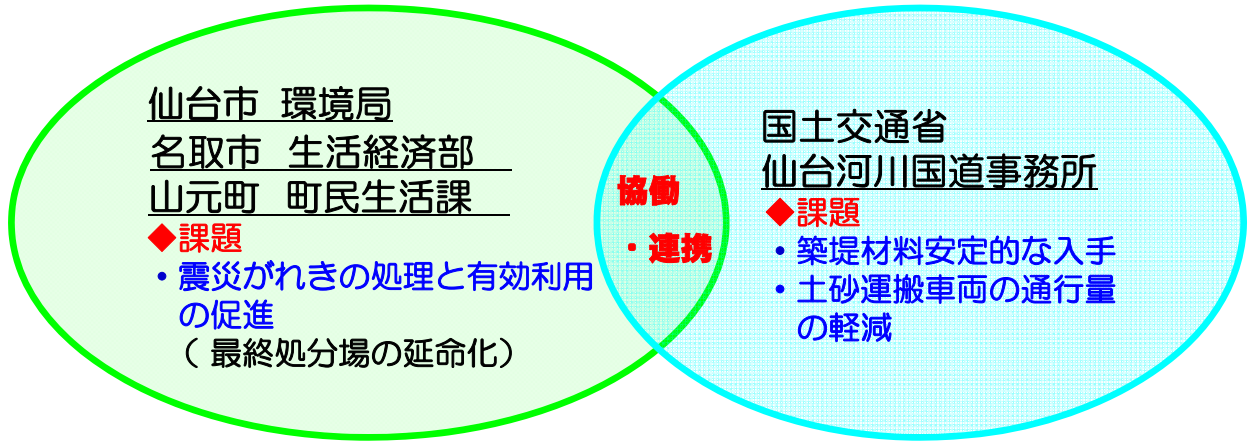 仙台市 環境局
名取市 生活経済部
山元町 町民生活課
◆課題
・震災がれきの処理と有効利用
の促進
（ 最終処分場の延命化）
協働
・連携
国土交通省
仙台河川国道事務所
◆課題
・築堤材料安定的な入手
・土砂運搬車両の通行量
の軽減